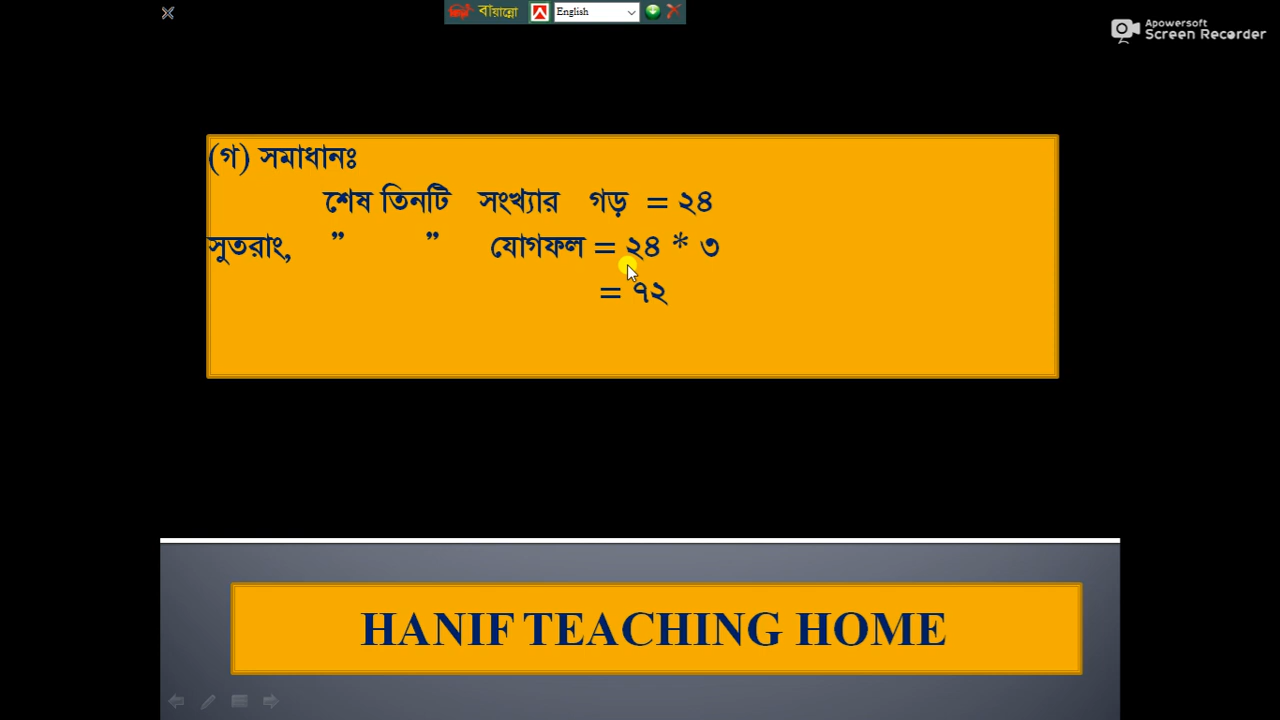 বায়ান্নো English
Apowersoft
Screen Recorder
(গ) সমাধানঃ
শেষ তিনটি সংখ্যার গড় = ২৪
সুতরাং, ” ” যোগফল = ২৪ * ৩
= ৭২
HANIF TEACHING HOME